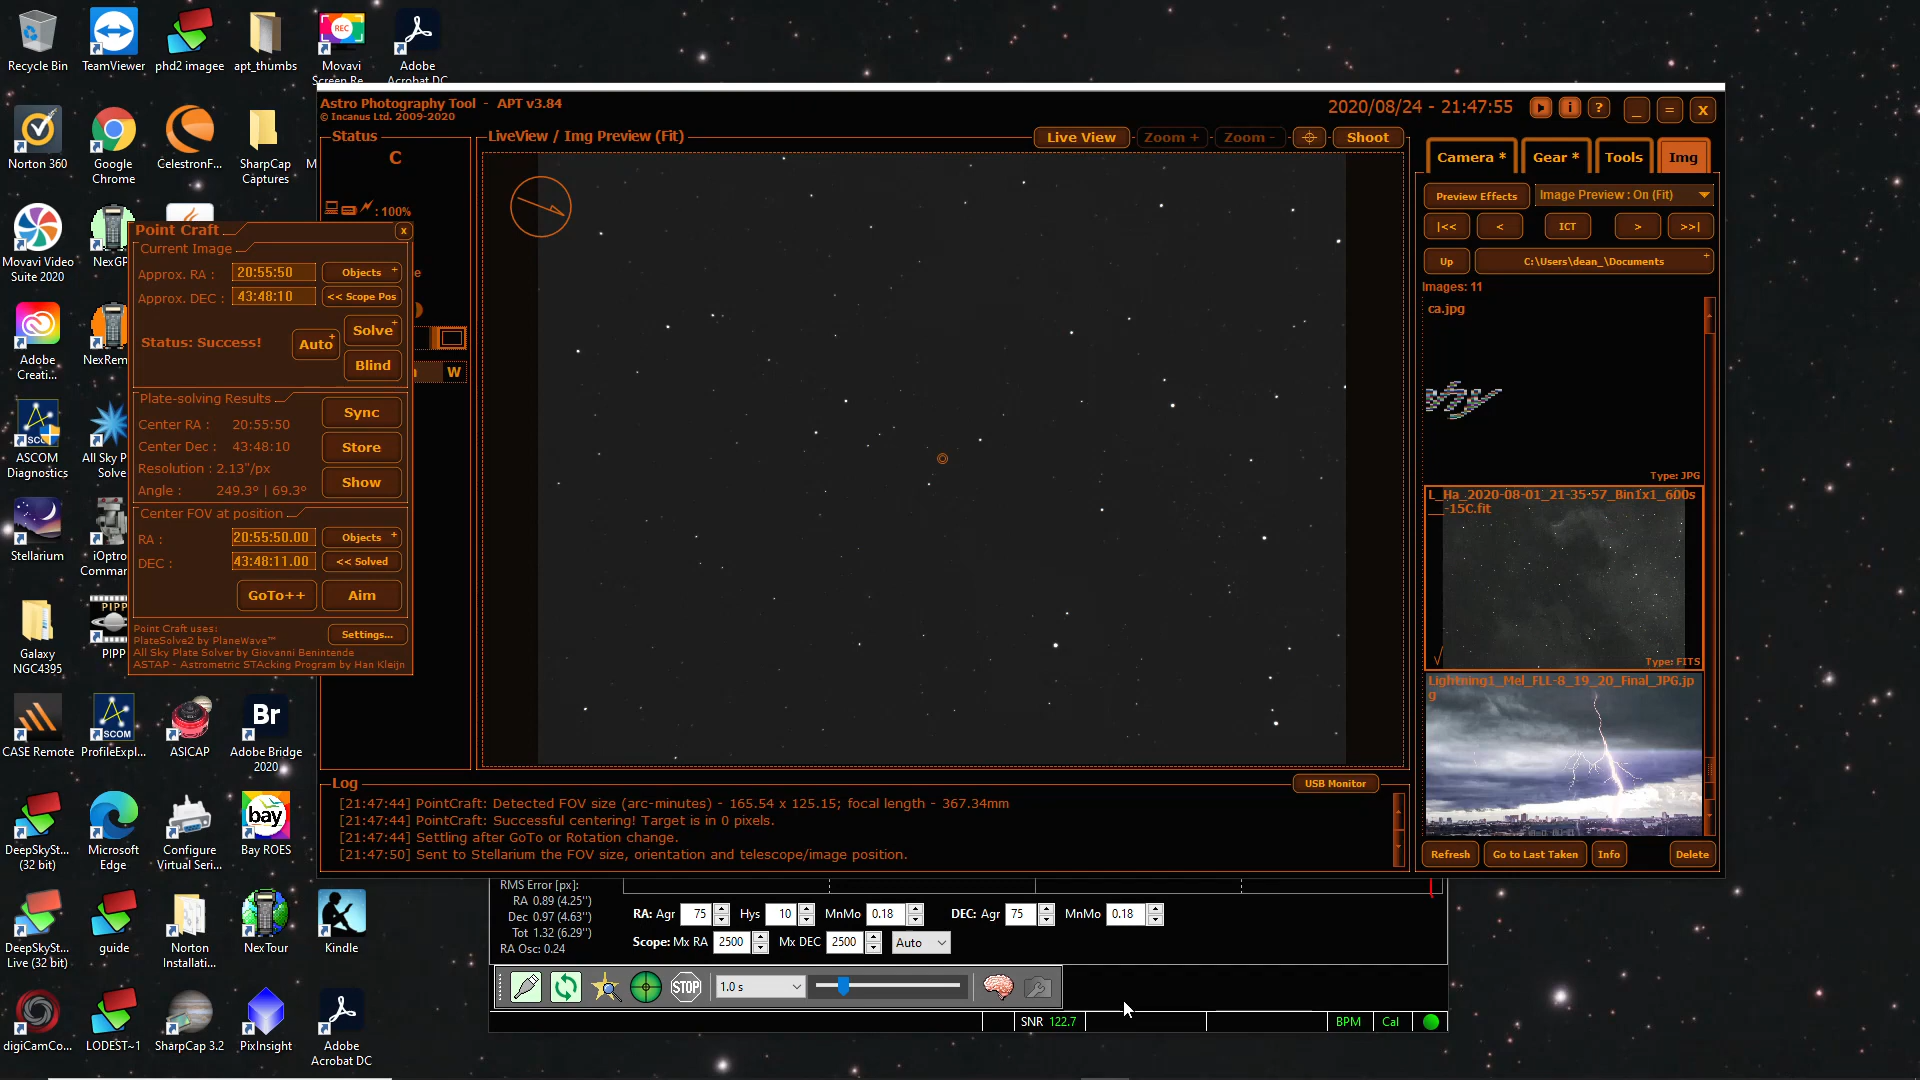 Recycle Bin
TeamViewer
phd2 imagee
apt_thumbs
Movavi
Screen Re...
Adobe
Acrobat DC
Norton 360
Google
Chrome
CelestronF...
SharpCap
Captures
Movavi Video
Suite 2020
Adobe
Creati...
ASCOM
Diagnostics
All Sky P
Solve
Stellarium
iOptro
Comman
Galaxy
NGC4395
PIPP
PIPP
CASE Remote
ProfileExpl...
ASICAP
Adobe Bridge
2020
DeepSkySt...
(32 bit)
Microsoft
Edge
Configure
Virtual Seri...
Bay ROES
DeepSkySt...
Live (32 bit)
guide
Norton
Installati...
NexTour
Kindle
digiCamCo...
LODEST~1
SharpCap 3.2
PixInsight
Adobe
Acrobat DC
Astro Photography Tool - APT v3.84
© Incanus Ltd. 2009-2020
2020/08/24 - 21:47:55
Status
C
: 100%
W
LiveView / Img Preview (Fit)
Live View
Zoom +
Zoom -
Shoot
Camera *
Gear *
Tools
Img
Preview Effects
Image Preview : On (Fit)
|<<
<
ICT
>
>>|
Up
C:\Users\dean_\Documents
Images: 11
ca.jpg
Type: JPG
L_Ha_2020-08-01_21-35-57_Bin1x1_600s
__-15C.fit
Type: FITS
Lightning1_Mel_FLL-8_19_20_Final_JPG.jp
g
Refresh
Go to Last Taken
Info
Delete
Point Craft
x
Current Image
Approx. RA : 20:55:50
Objects +
Approx. DEC : 43:48:10
<< Scope Pos
Status: Success!
Auto +
Solve +
Blind
Plate-solving Results
Center RA : 20:55:50
Center Dec : 43:48:10
Resolution : 2.13"/px
Angle : 249.3° | 69.3°
Sync
Store
Show
Center FOV at position
RA : 20:55:50.00
Objects +
DEC : 43:48:11.00
<< Solved
GoTo++
Aim
Point Craft uses:
PlateSolve2 by PlaneWave™
All Sky Plate Solver by Giovanni Benintende
ASTAP - Astrometric STAcking Program by Han Kleijn
Settings...
Log
USB Monitor
[21:47:44] PointCraft: Detected FOV size (arc-minutes) - 165.54 x 125.15; focal length - 367.34mm
[21:47:44] PointCraft: Successful centering! Target is in 0 pixels.
[21:47:44] Settling after GoTo or Rotation change.
[21:47:50] Sent to Stellarium the FOV size, orientation and telescope/image position.
RMS Error [px]:
RA 0.89 (4.25'')
Dec 0.97 (4.63'')
Tot 1.32 (6.29'')
RA Osc: 0.24
RA: Agr 75 Hys 10 MnMo 0.18 DEC: Agr 75 MnMo 0.18
Scope: Mx RA 2500 Mx DEC 2500 Auto
STOP
1.0 s
SNR 122.7
BPM
Cal